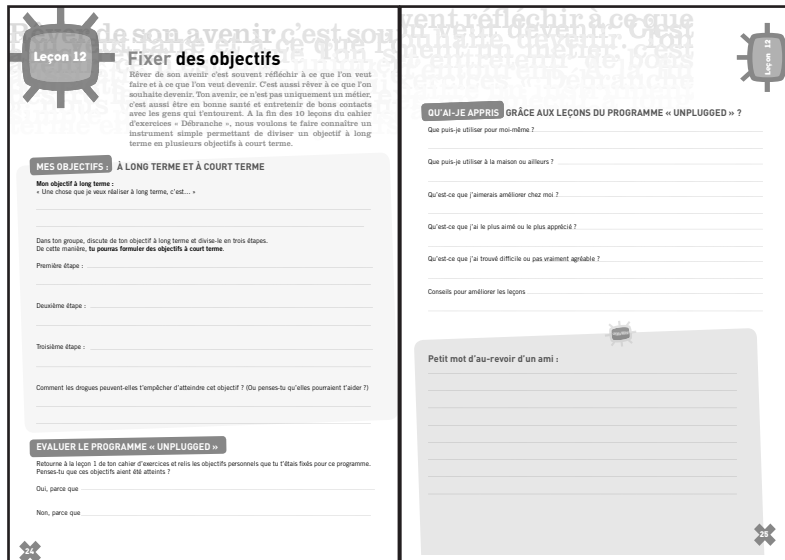 Leçon 12
Fixer des objectifs
Rêver de son avenir c'est souvent réfléchir à ce que l'on veut
faire et à ce que l'on veut devenir. C'est aussi rêver à ce que l'on
souhaite devenir. Ton avenir, ce n'est pas uniquement un métier,
c'est aussi être en bonne santé et entretenir de bons contacts
avec les gens qui t'entourent. A la fin des 10 leçons du cahier
d'exercices « Débranche », nous voulons te faire connaître un
instrument simple permettant de diviser un objectif à long
terme en plusieurs objectifs à court terme.
MES OBJECTIFS : À LONG TERME ET À COURT TERME
Mon objectif à long terme :
« Une chose que je veux réaliser à long terme, c'est... »
Dans ton groupe, discute de ton objectif à long terme et divise-le en trois étapes.
De cette manière, tu pourras formuler des objectifs à court terme.
Première étape :
Deuxième étape :
Troisième étape :
Comment les drogues peuvent-elles t'empêcher d'atteindre cet objectif ? (Ou penses-tu qu'elles pourraient t'aider ?)
EVALUER LE PROGRAMME « UNPLUGGED »
Retourne à la leçon 1 de ton cahier d'exercices et relis les objectifs personnels que tu t'étais fixés pour ce programme.
Penses-tu que ces objectifs aient été atteints ?
Oui, parce que
Non, parce que
24
Leçon 12
QU'AI-JE APPRIS GRÂCE AUX LEÇONS DU PROGRAMME « UNPLUGGED » ?
Que puis-je utiliser pour moi-même ?
Que puis-je utiliser à la maison ou ailleurs ?
Qu'est-ce que j'aimerais améliorer chez moi ?
Qu'est-ce que j'ai le plus aimé ou le plus apprécié ?
Qu'est-ce que j'ai trouvé difficile ou pas vraiment agréable ?
Conseils pour améliorer les leçons
Petit mot d'au-revoir d'un ami :
25